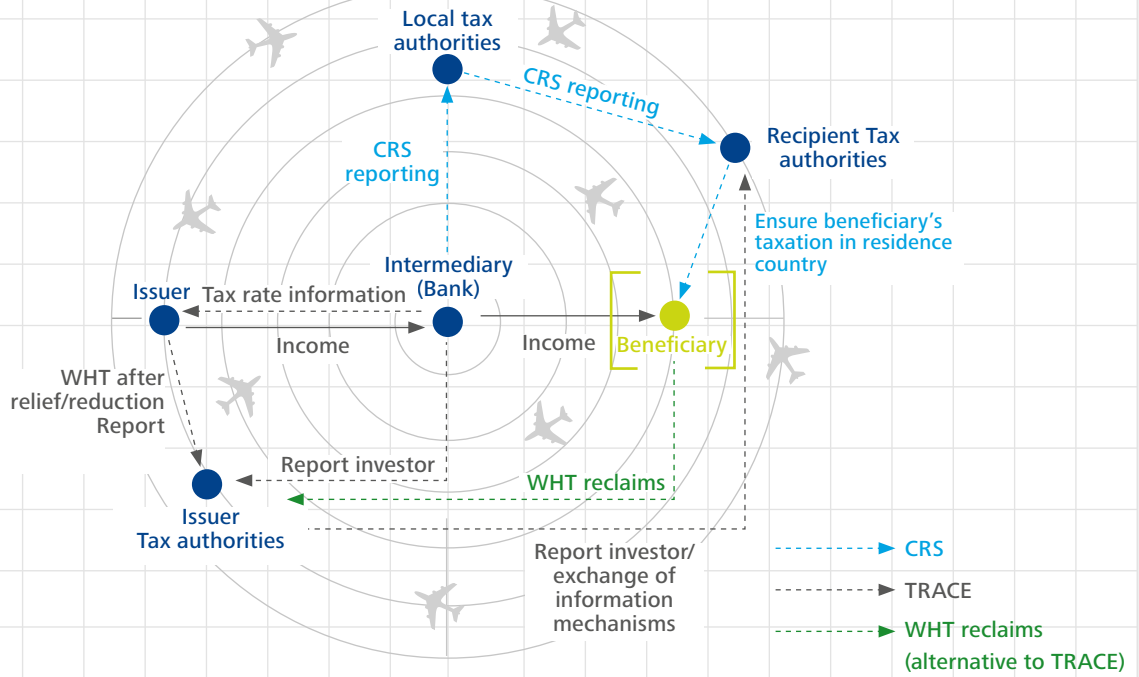 Local tax
authorities
CRS reporting
Recipient Tax
authorities
CRS
reporting
Ensure beneficiary's
taxation in residence
country
Intermediary
(Bank)
Issuer
Tax rate information
Income
Income
Beneficiary
WHT after
relief/reduction
Report
Report investor
WHT reclaims
Issuer
Tax authorities
Report investor/
exchange of
information
mechanisms
CRS
TRACE
WHT reclaims
(alternative to TRACE)